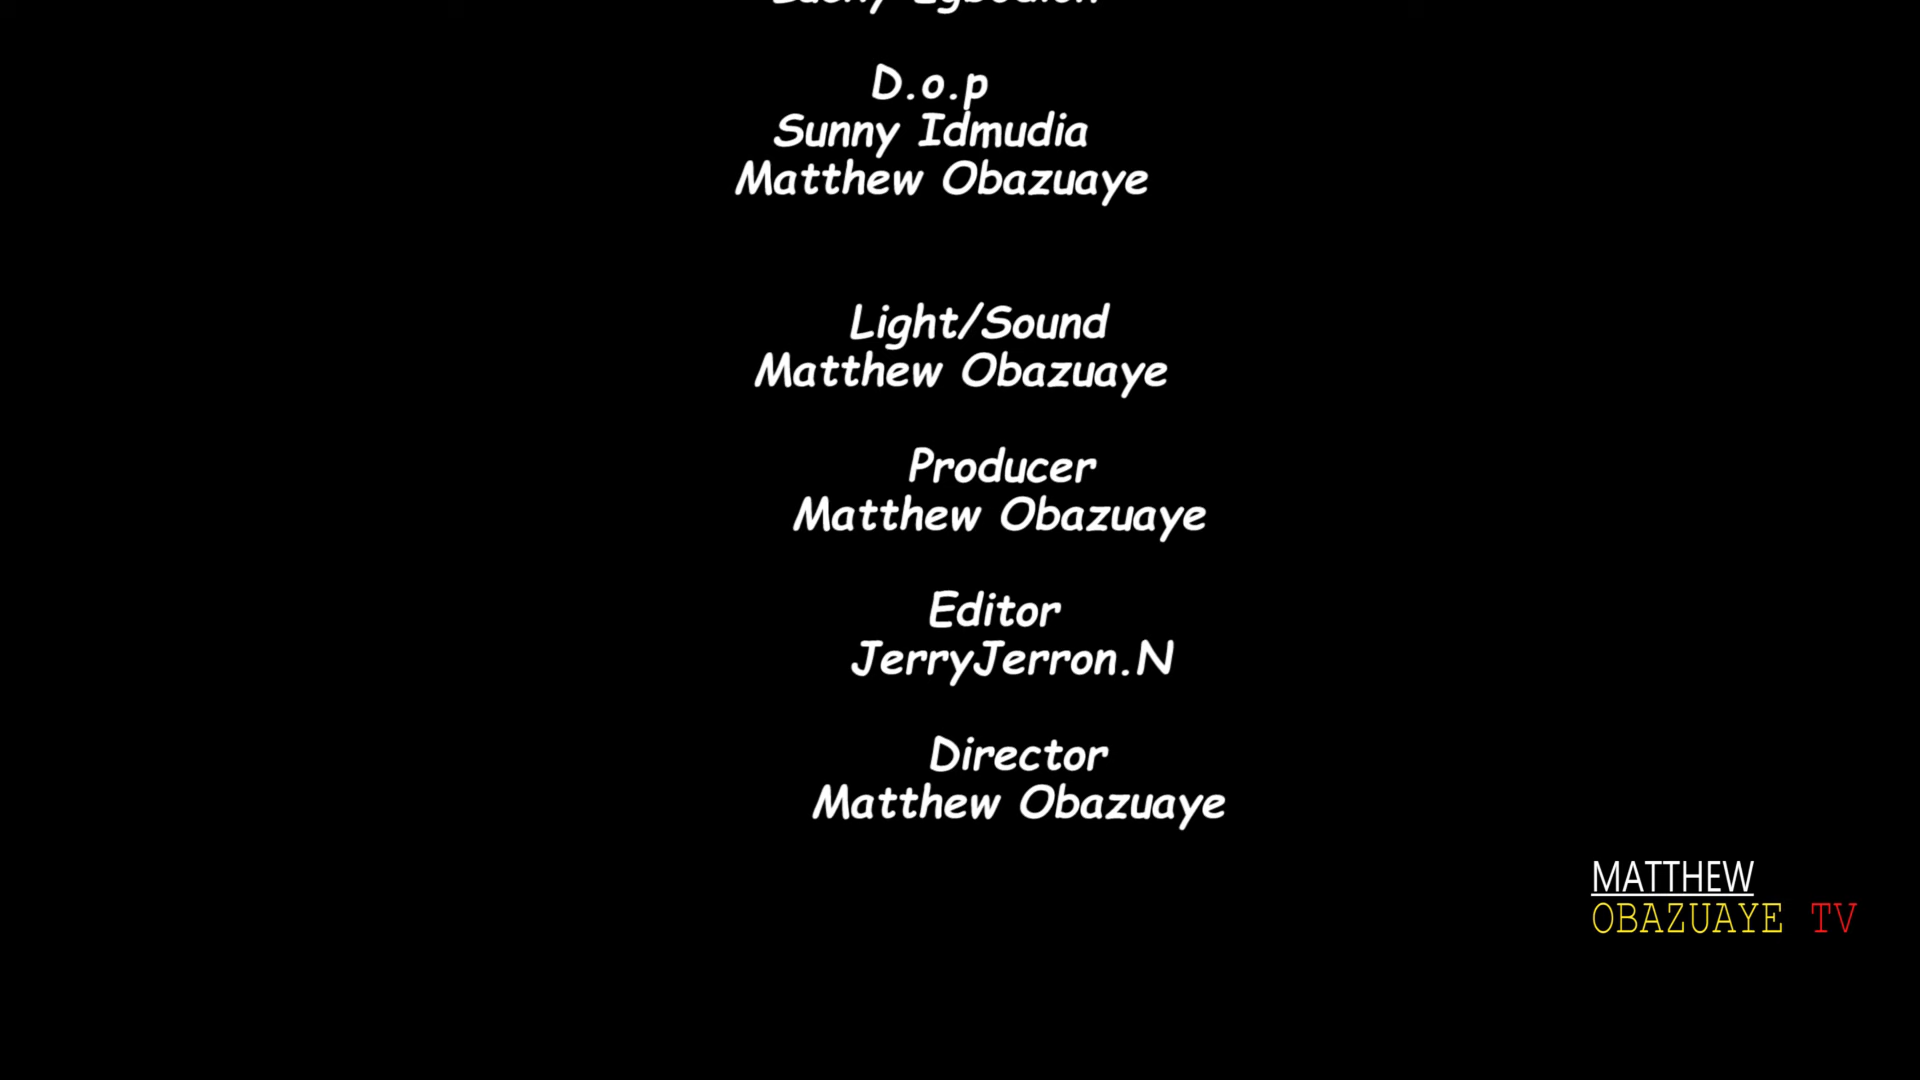 D.o.p
Sunny Idmudia
Matthew Obazuaye
Light/Sound
Matthew Obazuaye
Producer
Matthew Obazuaye
Editor
JerryJerron.N
Director
Matthew Obazuaye
MATTHEW
OBAZUAYE TV